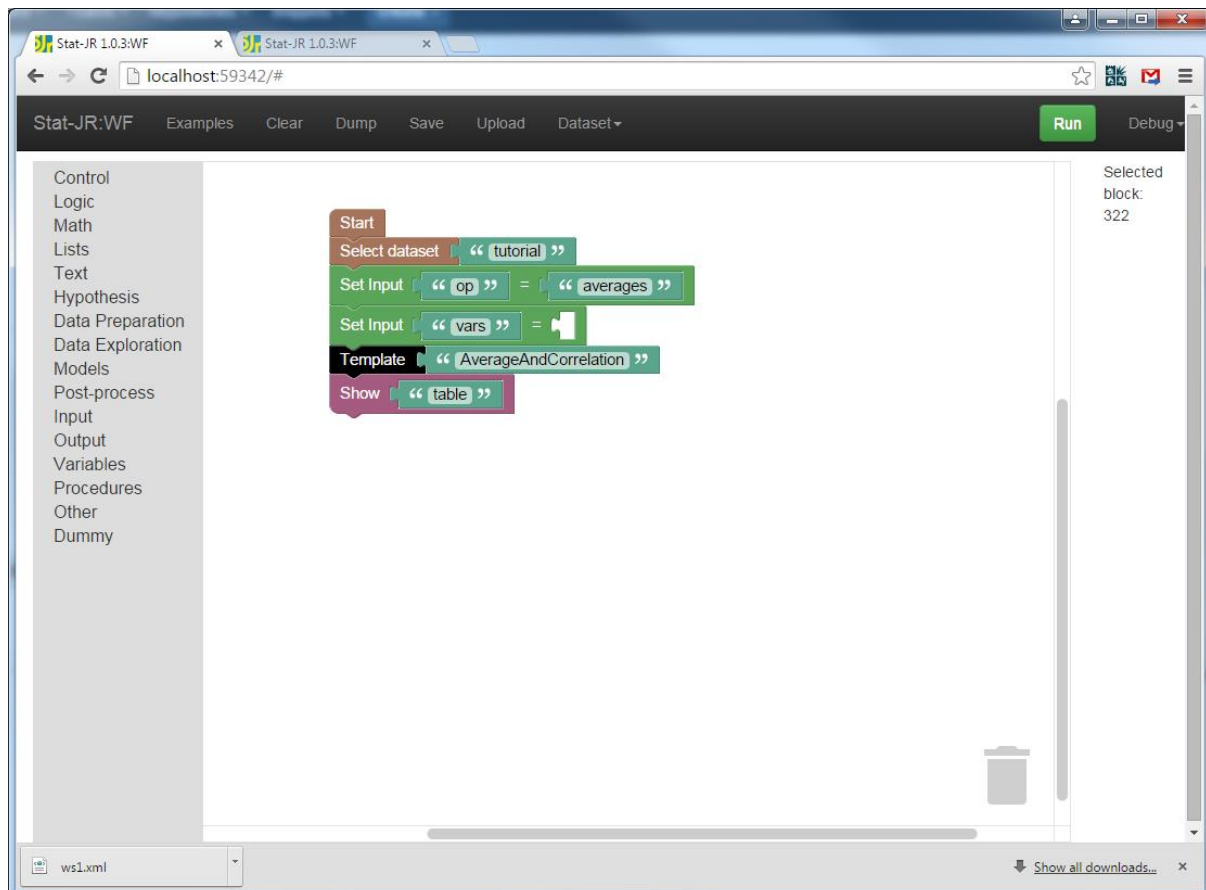 Stat-JR 1.0.3:WF
Stat-JR 1.0.3:WF
localhost:59342/#
Stat-JR:WF Examples Clear Dump Save Upload Dataset Run Debug
Control
Logic
Math
Lists
Text
Hypothesis
Data Preparation
Data Exploration
Models
Post-process
Input
Output
Variables
Procedures
Other
Dummy
Start
Select dataset “ tutorial ”
Set Input “ op ” = “ averages ”
Set Input “ vars ” =
Template “ AverageAndCorrelation ”
Show “ table ”
Selected
block:
322
ws1.xml
Show all downloads...